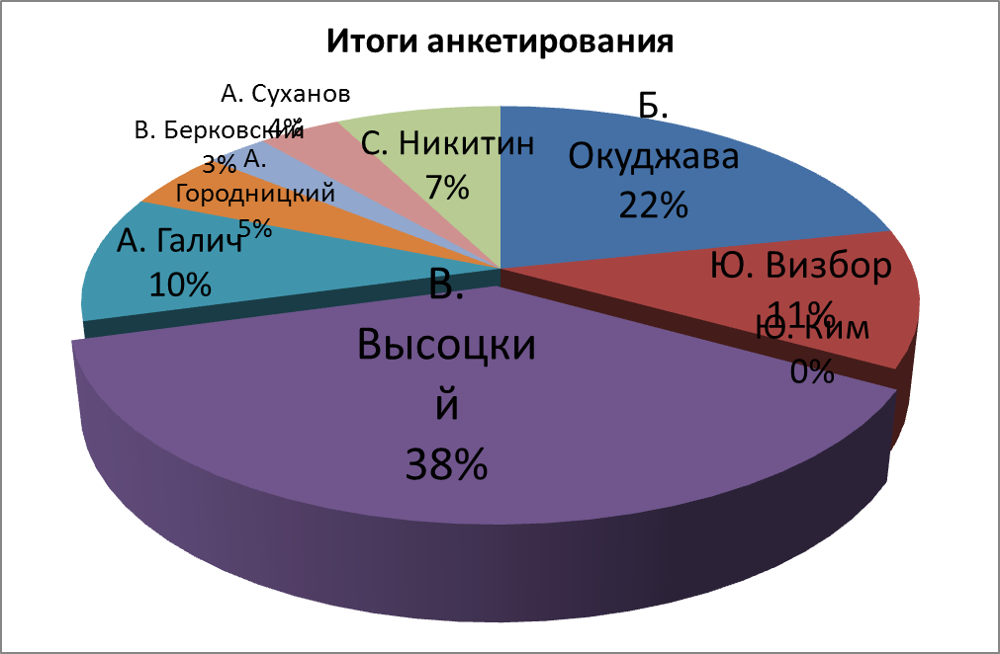 Итоги анкетирования
Б.
Окуджава
22%
Ю. Визбор
11%
Ю. Ким
0%
В.
Высоцки
й
38%
А. Галич
10%
А.
Городницкий
5%
В. Берковский
3%
А. Суханов
4%
С. Никитин
7%